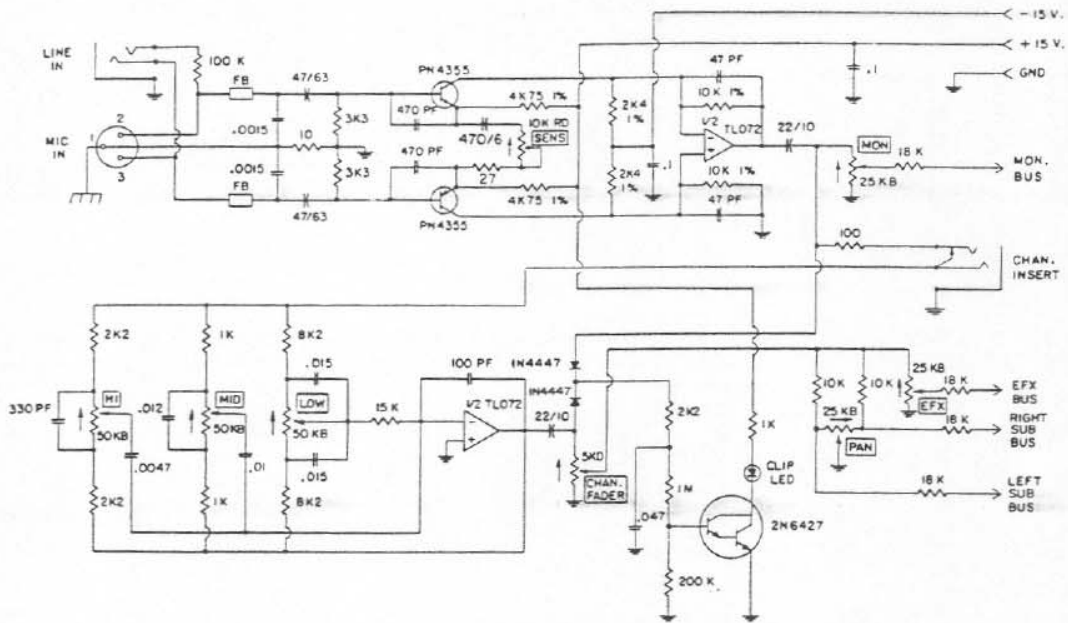 -15 V.
+15 V.
GND
LINE IN
100 K
FB
47/63
.0015
10
3K3
MIC IN
1
2
3
.0015
3K3
FB
47/63
PN4355
470 PF
470/6
10K RD
SENS
470 PF
27
PN4355
4K75 1%
4K75 1%
2K4 1%
2K4 1%
.1
47 PF
10K 1%
1/2 TL072
10K 1%
47 PF
22/10
.1
MON
25 KB
18 K
MON. BUS
100
CHAN. INSERT
2K2
1K
8K2
.015
330 PF
HI
50KB
.012
MID
50KB
LOW
50 KB
.0047
.01
.015
2K2
1K
8K2
15 K
100 PF
1/2 TL072
22/10
1N4447
1N4447
5KD
CHAN. FADER
2K2
1M
.047
200 K
1K
CLIP LED
2N6427
10K
10K
25 KB
PAN
25 KB
EFX
18 K
EFX BUS
18K
RIGHT SUB BUS
18K
LEFT SUB BUS